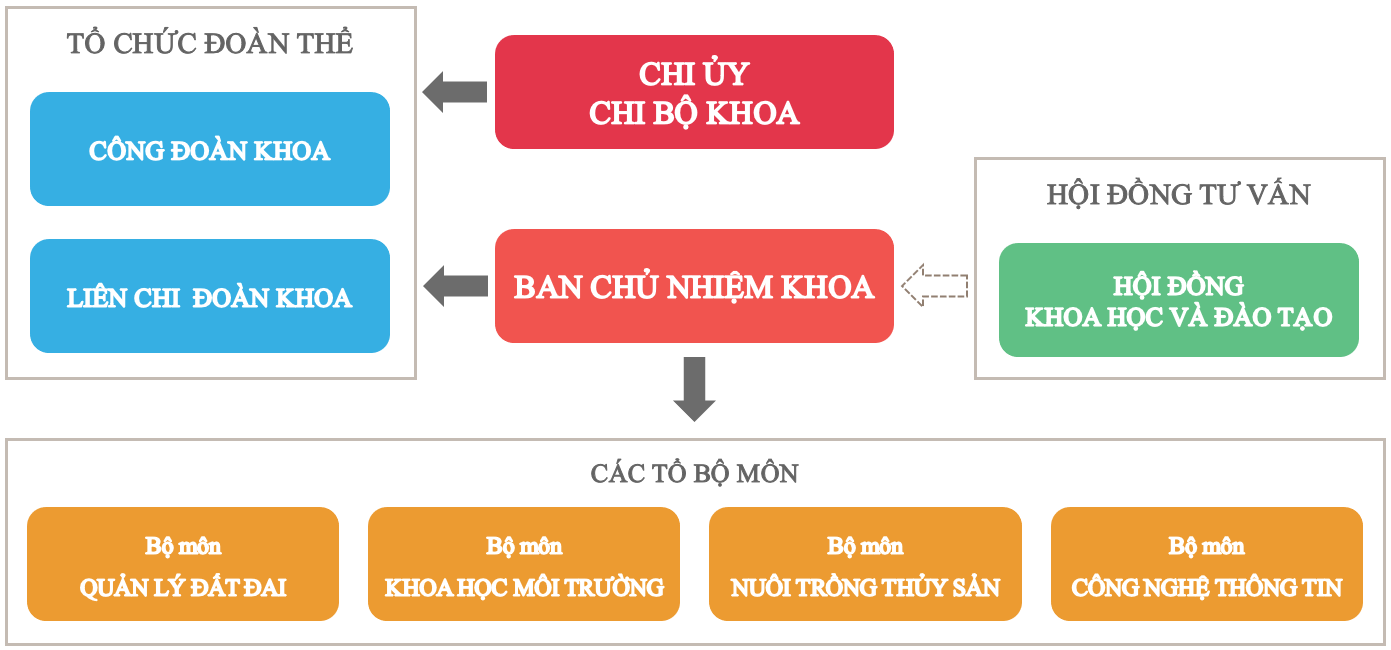 TỔ CHỨC ĐOÀN THỂ
CÔNG ĐOÀN KHOA
LIÊN CHI ĐOÀN KHOA
CHI ỦY
CHI BỘ KHOA
BAN CHỦ NHIỆM KHOA
HỘI ĐỒNG TƯ VẤN
HỘI ĐỒNG
KHOA HỌC VÀ ĐÀO TẠO
CÁC TỔ BỘ MÔN
Bộ môn
QUẢN LÝ ĐẤT ĐAI
Bộ môn
KHOA HỌC MÔI TRƯỜNG
Bộ môn
NUÔI TRỒNG THỦY SẢN
Bộ môn
CÔNG NGHỆ THÔNG TIN